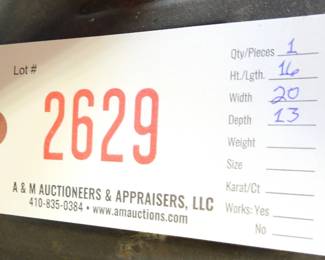 Lot #
2629
A & M AUCTIONEERS & APPRAISERS, LLC
410-835-0384 • www.amauctions.com
Qty/Pieces 1
Ht./Lgth. 16
Width 20
Depth 13
Weight
Size
Karat/Ct
Works: Yes
No